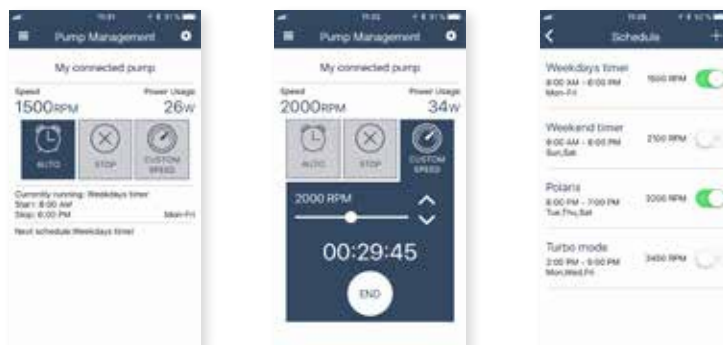 11:31
Pump Management
My connected pump
Speed Power Usage
1500RPM 26W
AUTO STOP CUSTOM SPEED
Currently running: Weekdays timer
Start: 8:00 AM
Stop: 6:00 PM Mon-Fri
Next schedule:Weekdays timer
11:32
Pump Management
My connected pump
Speed Power Usage
2000RPM 34W
AUTO STOP CUSTOM SPEED
2000 RPM
00:29:45
END
Schedule +
Weekdays timer
8:00 AM - 6:00 PM 1500 RPM
Mon-Fri
Weekend timer
8:00 PM 2100 RPM
Sun,Sat
Polaris
6:00 PM - 7:00 PM RPM
Tue,Thu,Sat
Turbo mode
2:00 PM - 5:00 PM RPM
Mon,Wed,Fri